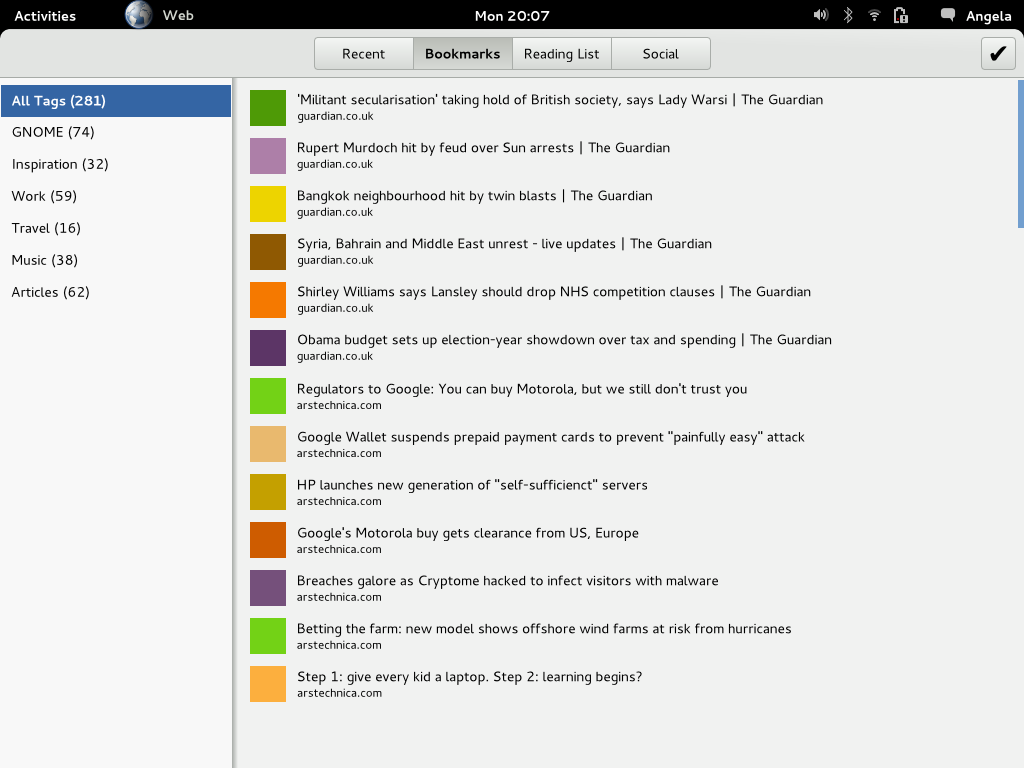 Activities Web Mon 20:07 Angela
Recent Bookmarks Reading List Social
All Tags (281)
GNOME (74)
Inspiration (32)
Work (59)
Travel (16)
Music (38)
Articles (62)
'Militant secularisation' taking hold of British society, says Lady Warsi | The Guardian
guardian.co.uk
Rupert Murdoch hit by feud over Sun arrests | The Guardian
guardian.co.uk
Bangkok neighbourhood hit by twin blasts | The Guardian
guardian.co.uk
Syria, Bahrain and Middle East unrest - live updates | The Guardian
guardian.co.uk
Shirley Williams says Lansley should drop NHS competition clauses | The Guardian
guardian.co.uk
Obama budget sets up election-year showdown over tax and spending | The Guardian
guardian.co.uk
Regulators to Google: You can buy Motorola, but we still don't trust you
arstechnica.com
Google Wallet suspends prepaid payment cards to prevent "painfully easy" attack
arstechnica.com
HP launches new generation of "self-sufficienct" servers
arstechnica.com
Google's Motorola buy gets clearance from US, Europe
arstechnica.com
Breaches galore as Cryptome hacked to infect visitors with malware
arstechnica.com
Betting the farm: new model shows offshore wind farms at risk from hurricanes
arstechnica.com
Step 1: give every kid a laptop. Step 2: learning begins?
arstechnica.com